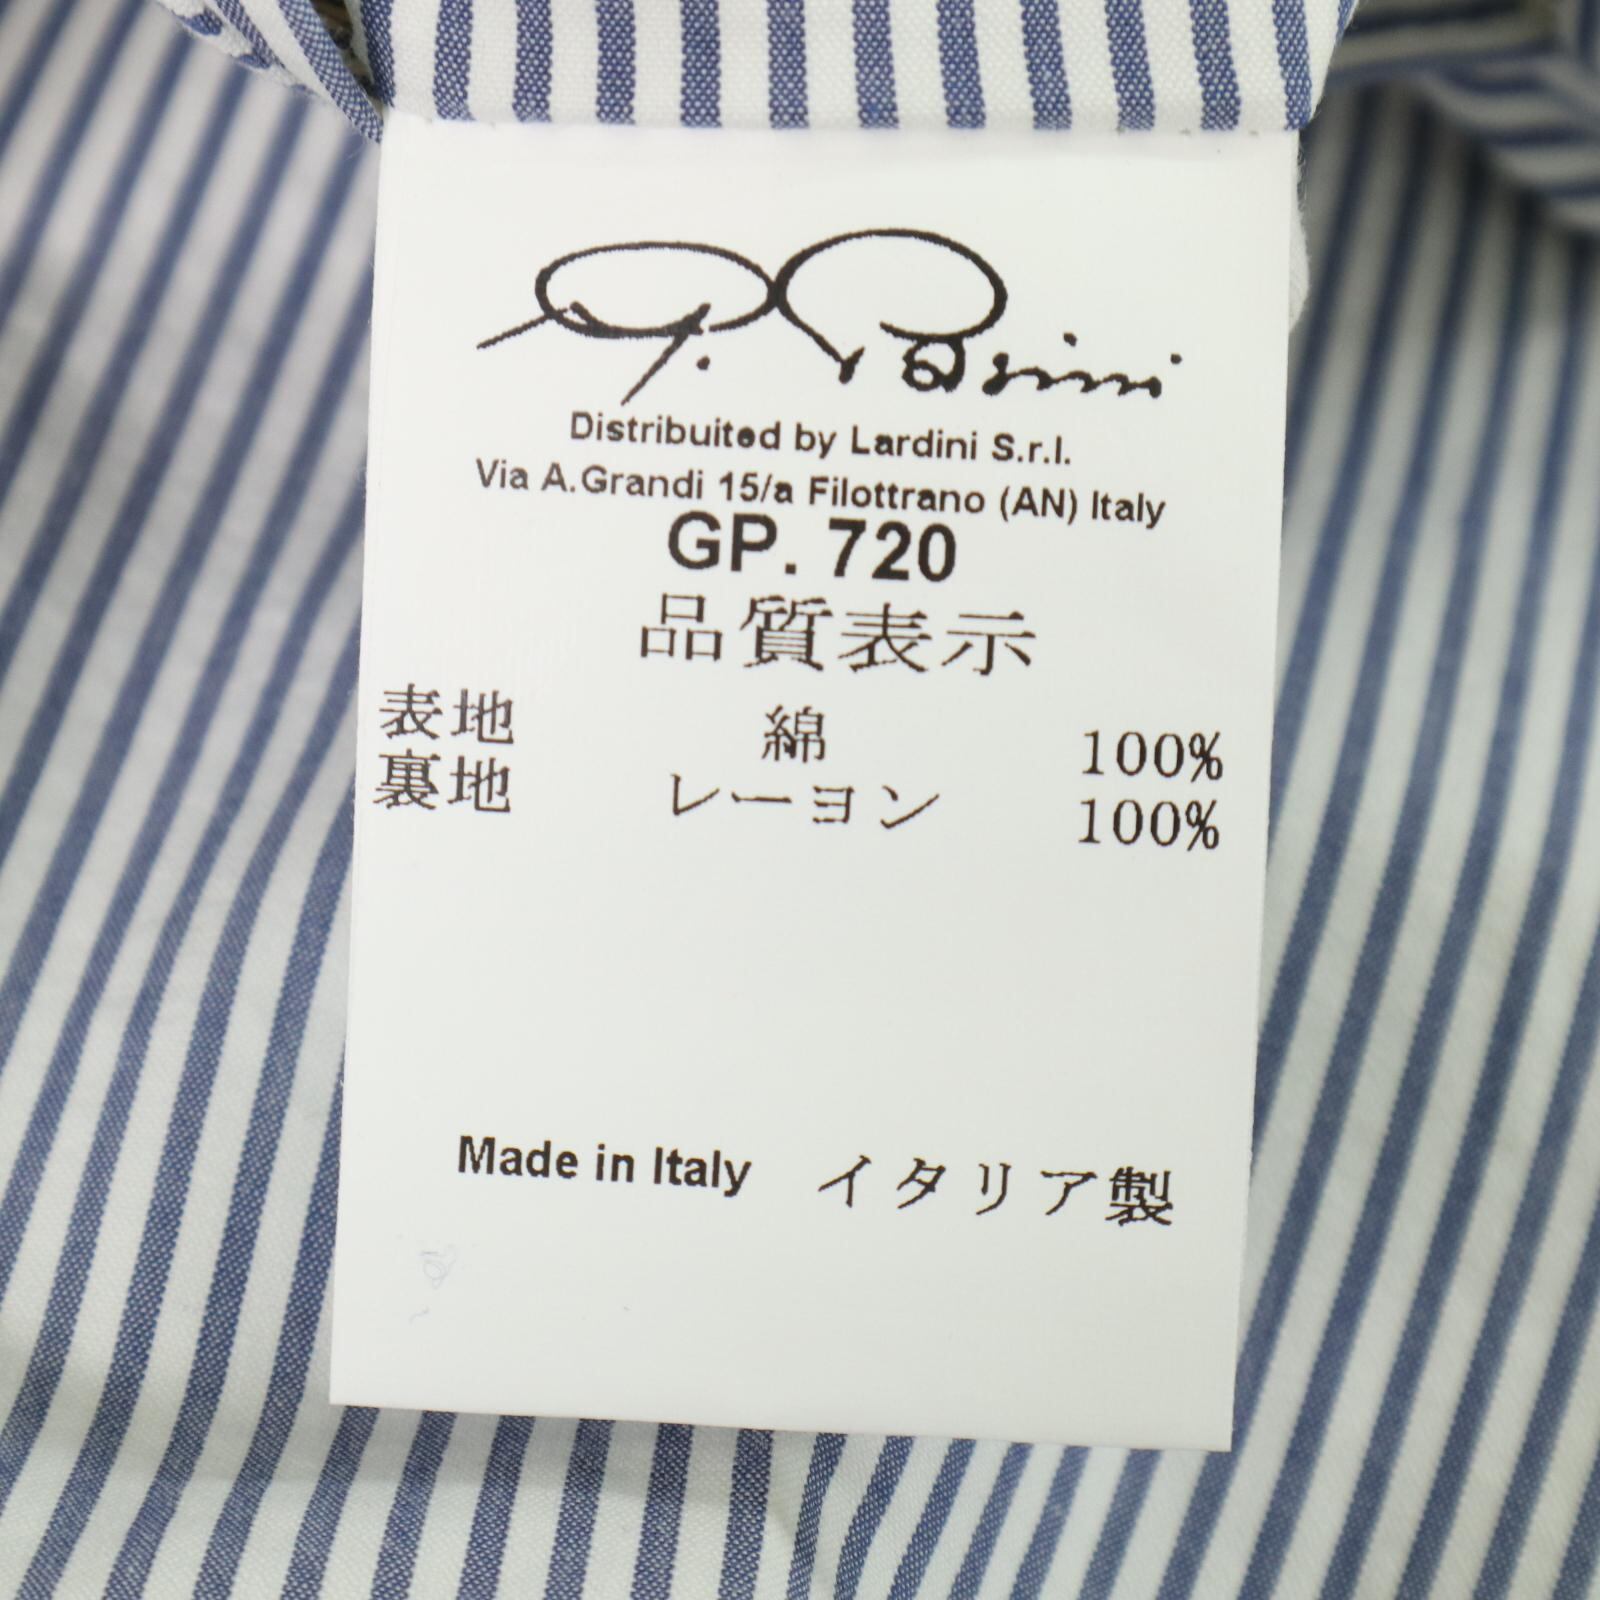 G. Pasini
Distribuited by Lardini S.r.l.
Via A.Grandi 15/a Filottrano (AN) Italy
GP. 720
品質表示
表地 綿 100%
裏地 レーヨン 100%
Made in Italy イタリア製